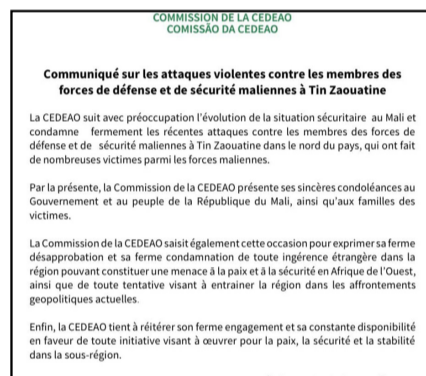 COMMISSION DE LA CEDEAO
COMISSÃO DA CEDEAO
Communiqué sur les attaques violentes contre les membres des
forces de défense et de sécurité maliennes à Tin Zaouatine
La CEDEAO suit avec préoccupation l'évolution de la situation sécuritaire au Mali et
condamne fermement les récentes attaques contre les membres des forces de
défense et de sécurité maliennes à Tin Zaouatine dans le nord du pays, qui ont fait
de nombreuses victimes parmi les forces maliennes.
Par la présente, la Commission de la CEDEAO présente ses sincères condoléances au
Gouvernement et au peuple de la République du Mali, ainsi qu'aux familles des
victimes.
La Commission de la CEDEAO saisit également cette occasion pour exprimer sa ferme
désapprobation et sa ferme condamnation de toute ingérence étrangère dans la
région pouvant constituer une menace à la paix et à la sécurité en Afrique de l'Ouest,
ainsi que de toute tentative visant à entrainer la région dans les affrontements
geopolitiques actuelles.
Enfin, la CEDEAO tient à réitérer son ferme engagement et sa constante disponibilité
en faveur de toute initiative visant à œuvrer pour la paix, la sécurité et la stabilité
dans la sous-région.